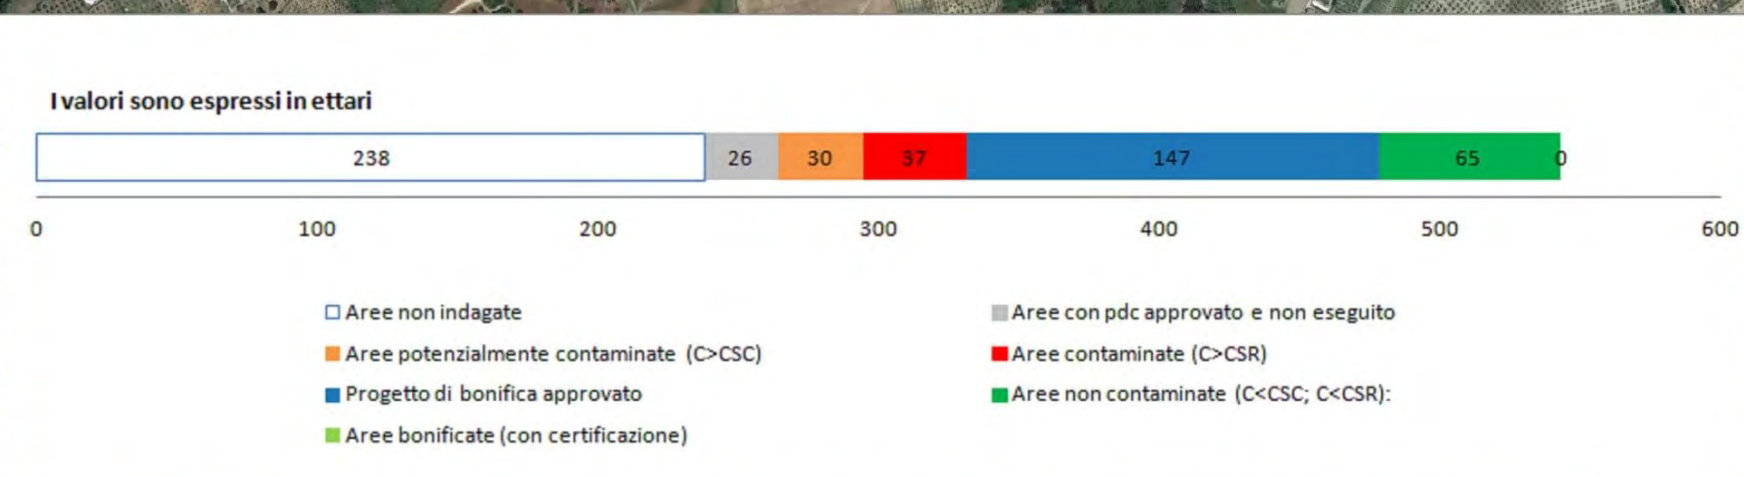 I valori sono espressi in ettari
238 26 30 37 147 65 0
0 100 200 300 400 500 600
Aree non indagate Aree con pdc approvato e non eseguito
Aree potenzialmente contaminate (C>CSC) Aree contaminate (C>CSR)
Progetto di bonifica approvato Aree non contaminate (C<CSC; C<CSR):
Aree bonificate (con certificazione)